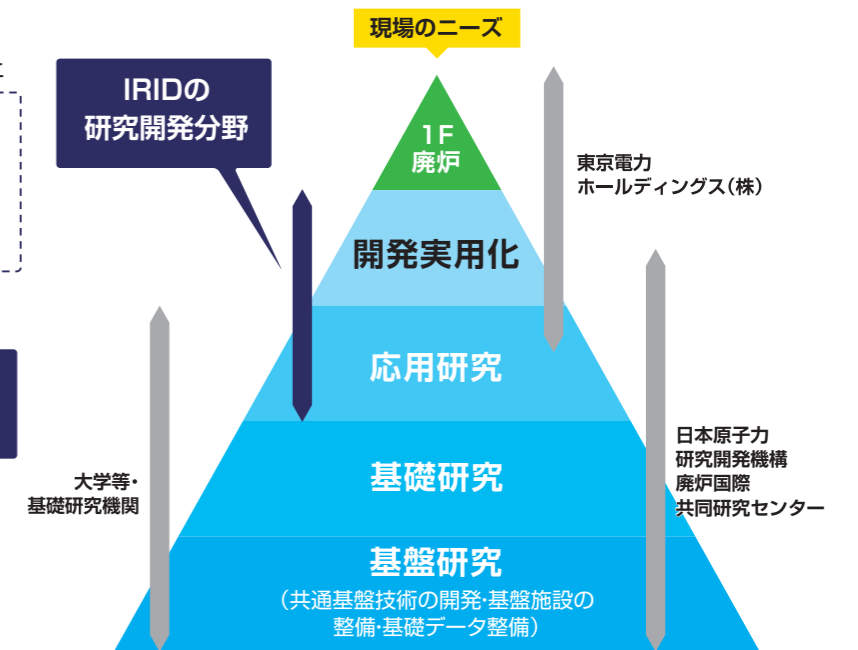 現場のニーズ
IRIDの
研究開発分野
1F
廃炉
東京電力
ホールディングス(株)
開発実用化
応用研究
大学等・
基礎研究機関
基礎研究
日本原子力
研究開発機構
廃炉国際
共同研究センター
基盤研究
(共通基盤技術の開発・基盤施設の
整備・基礎データ整備)